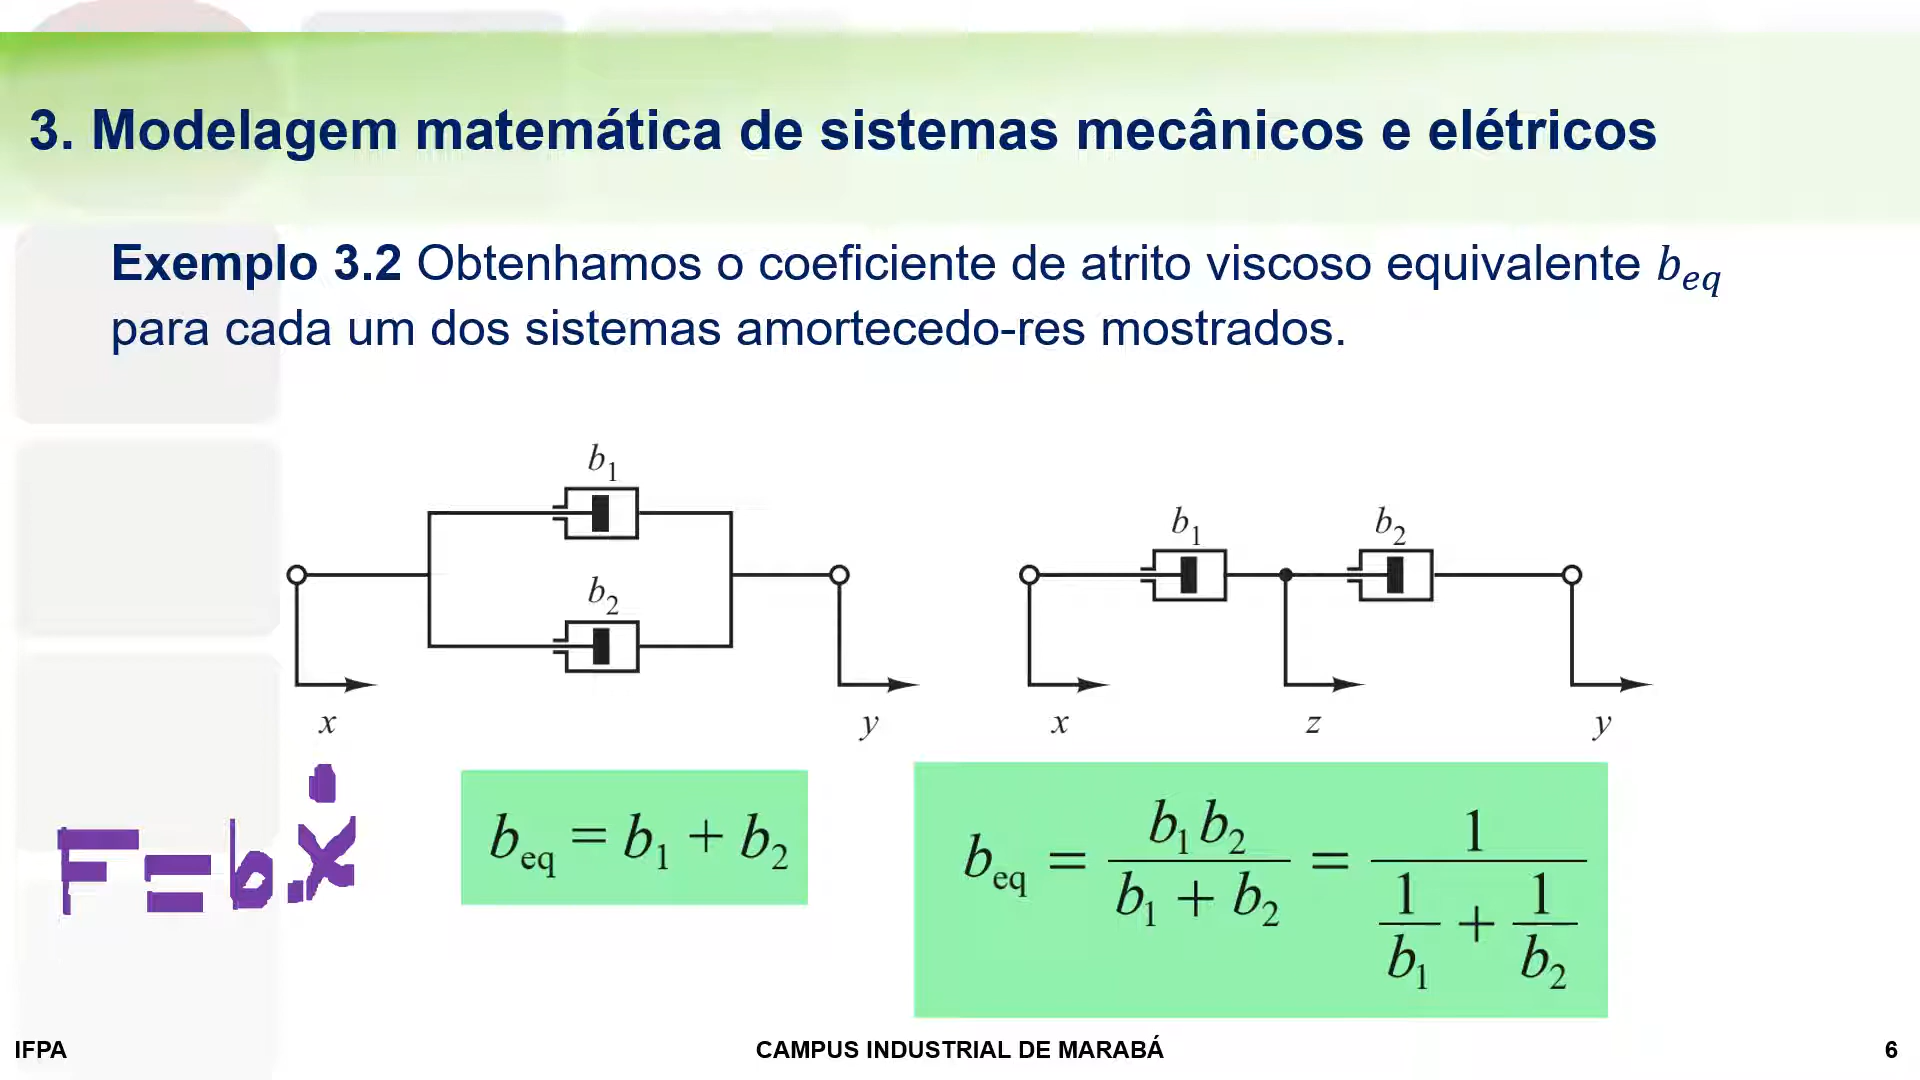 3. Modelagem matemática de sistemas mecânicos e elétricos
Exemplo 3.2 Obtenhamos o coeficiente de atrito viscoso equivalente b_eq
para cada um dos sistemas amortecedo-res mostrados.
b₁
b₂
x
y
b₁ b₂
x
z
y
F = b.ẋ
b_eq = b₁ + b₂
b_eq = b₁b₂ / (b₁ + b₂) = 1 / (1/b₁ + 1/b₂)
IFPA
CAMPUS INDUSTRIAL DE MARABÁ
6